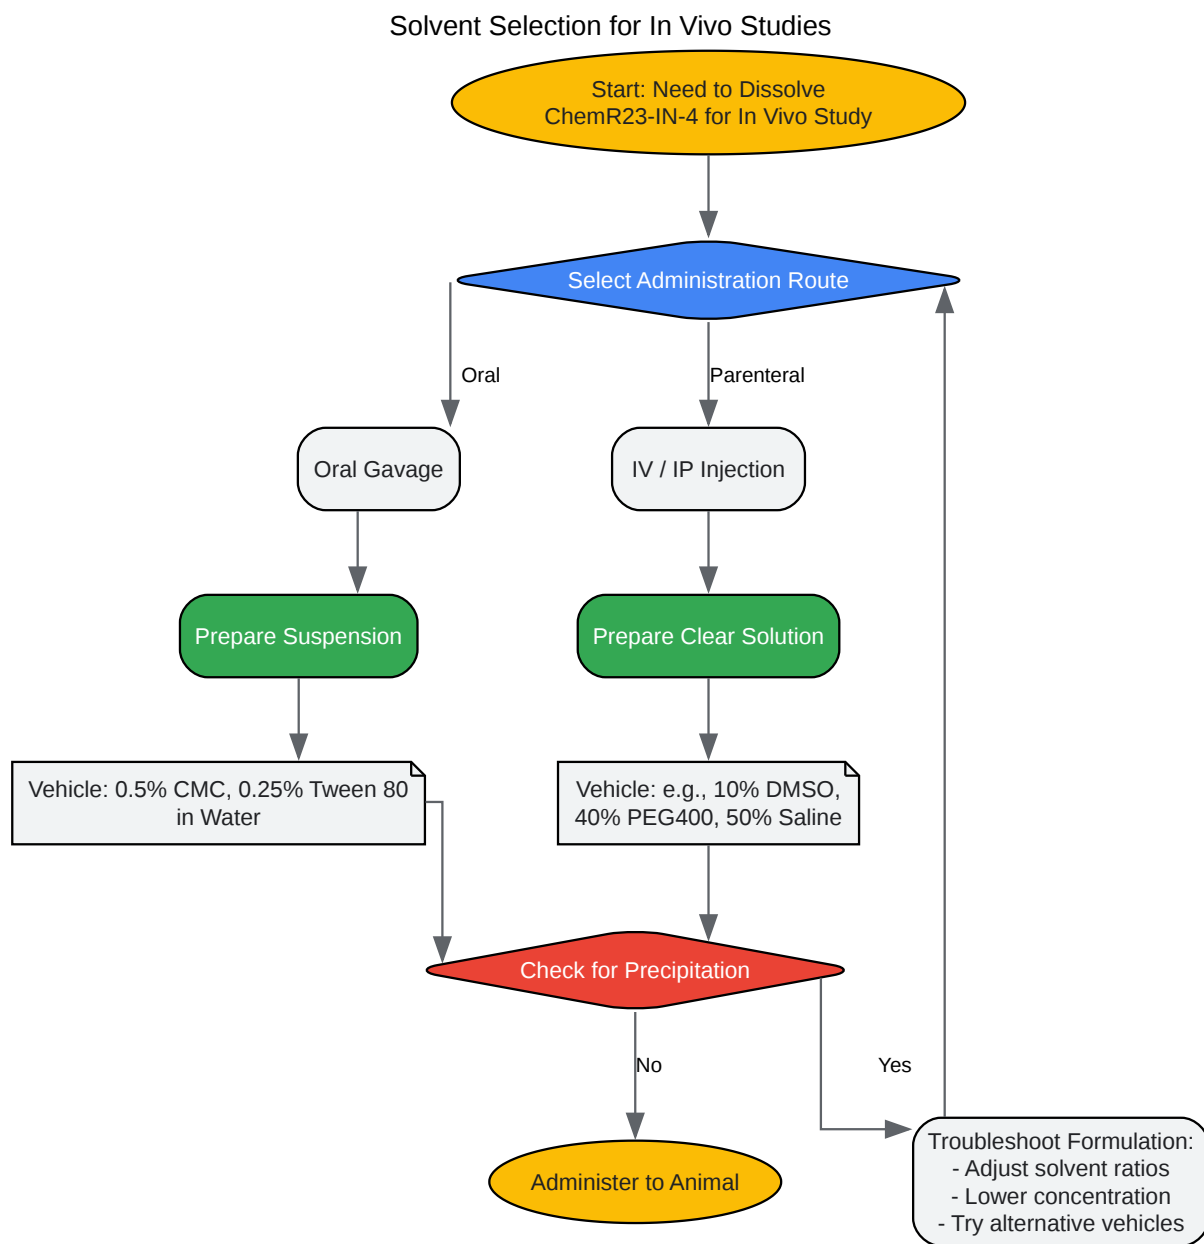 Solvent Selection for In Vivo Studies
Start: Need to Dissolve
ChemR23-IN-4 for In Vivo Study
Select Administration Route
Oral
Parenteral
Oral Gavage
IV / IP Injection
Prepare Suspension
Prepare Clear Solution
Vehicle: 0.5% CMC, 0.25% Tween 80
in Water
Vehicle: e.g., 10% DMSO,
40% PEG400, 50% Saline
Check for Precipitation
No
Yes
Administer to Animal
Troubleshoot Formulation:
- Adjust solvent ratios
- Lower concentration
- Try alternative vehicles